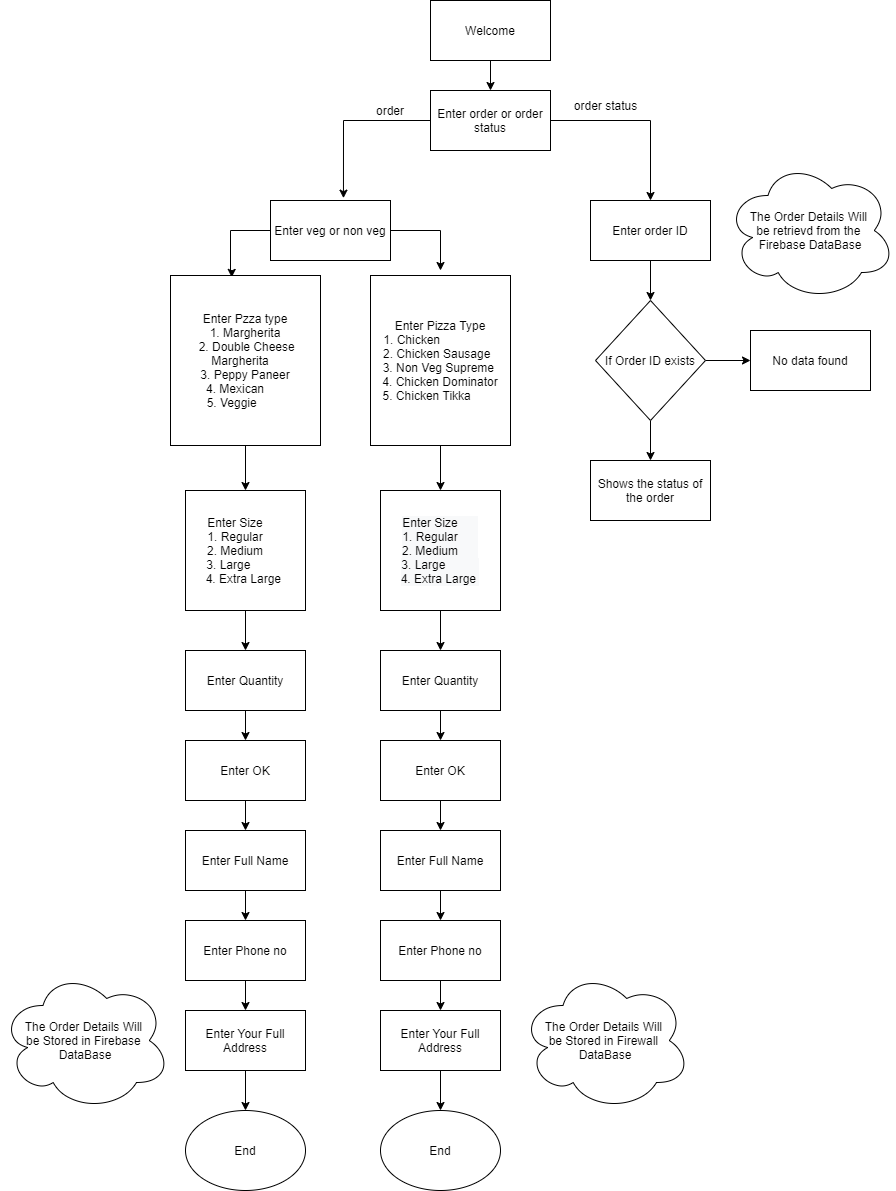 Welcome
Enter order or order
status
order
order status
Enter veg or non veg
Enter order ID
The Order Details Will
be retrievd from the
Firebase DataBase
Enter Pzza type
1. Margherita
2. Double Cheese
Margherita
3. Peppy Paneer
4. Mexican
5. Veggie
Enter Pizza Type
1. Chicken
2. Chicken Sausage
3. Non Veg Supreme
4. Chicken Dominator
5. Chicken Tikka
If Order ID exists
No data found
Shows the status of
the order
Enter Size
1. Regular
2. Medium
3. Large
4. Extra Large
Enter Size
1. Regular
2. Medium
3. Large
4. Extra Large
Enter Quantity
Enter Quantity
Enter OK
Enter OK
Enter Full Name
Enter Full Name
Enter Phone no
Enter Phone no
The Order Details Will
be Stored in Firebase
DataBase
Enter Your Full
Address
Enter Your Full
Address
The Order Details Will
be Stored in Firewall
DataBase
End
End